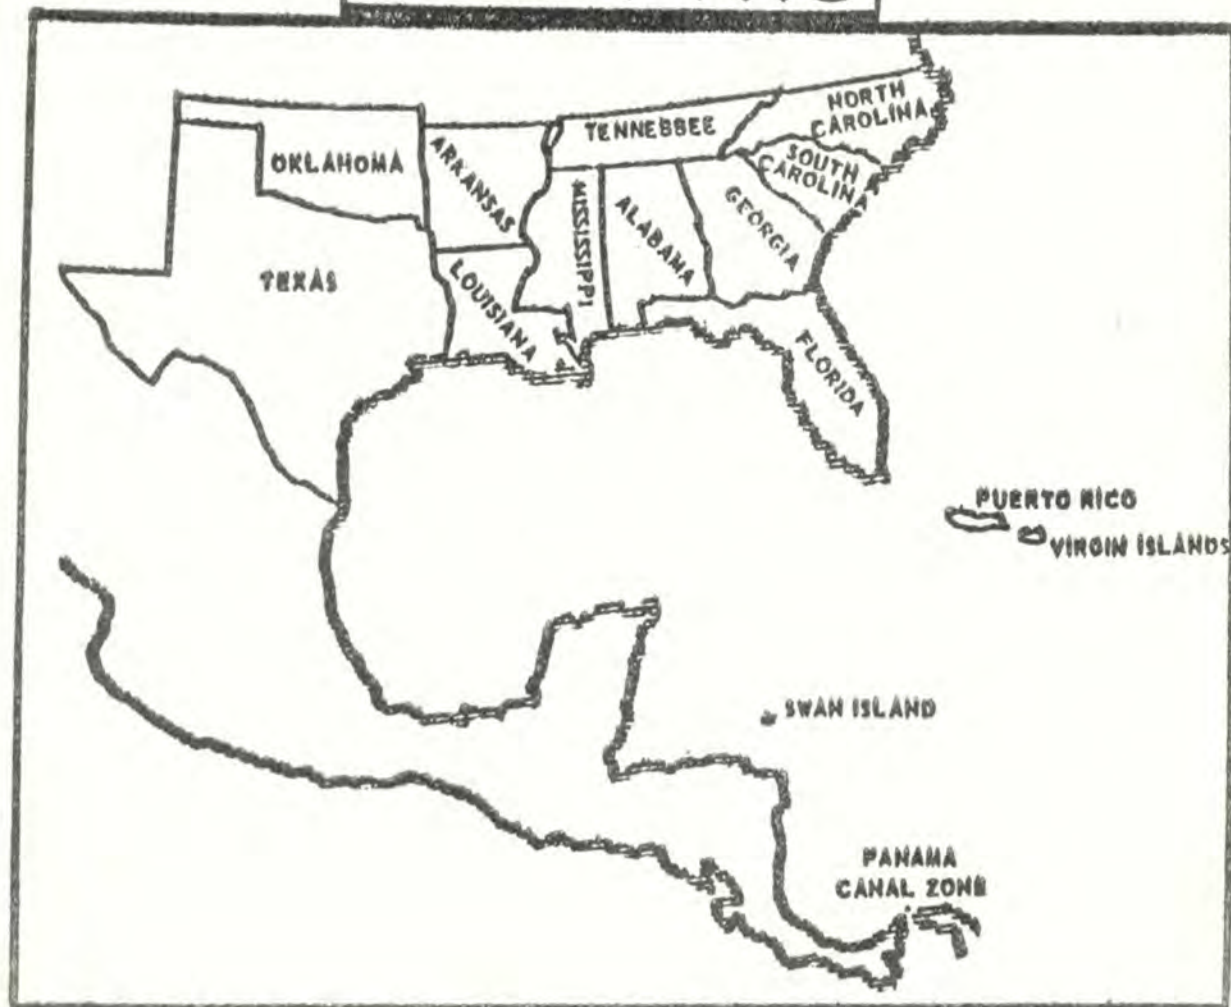 NORTH
CAROLINA
TENNESSEE
SOUTH
CAROLINA
OKLAHOMA
ARKANSAS
MISSISSIPPI
ALABAMA
GEORGIA
TEXAS
LOUISIANA
FLORIDA
PUERTO RICO
VIRGIN ISLANDS
SWAN ISLAND
PANAMA
CANAL ZONE